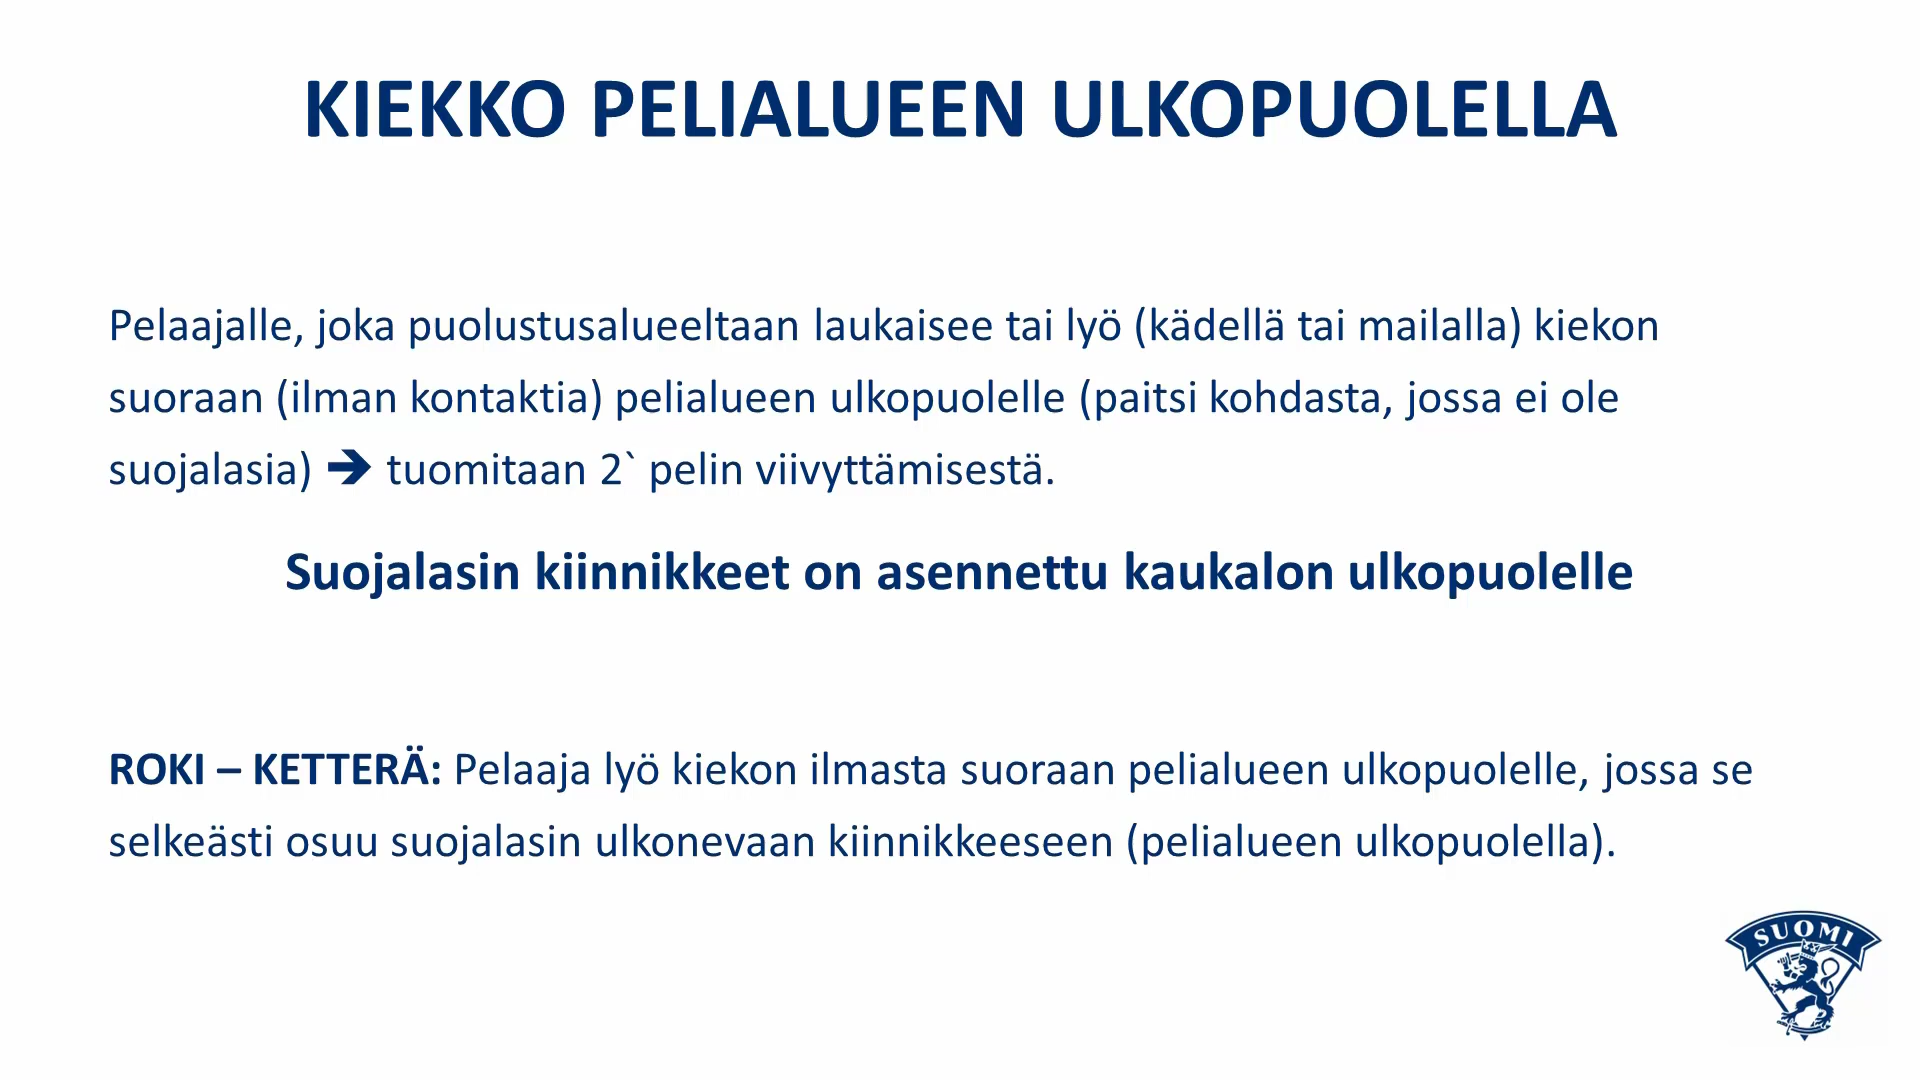 KIEKKO PELIALUEEN ULKOPUOLELLA
Pelaajalle, joka puolustusalueeltaan laukaisee tai lyö (kädellä tai mailalla) kiekon
suoraan (ilman kontaktia) pelialueen ulkopuolelle (paitsi kohdasta, jossa ei ole
suojalasia) ➔ tuomitaan 2` pelin viivyttämisestä.
Suojalasin kiinnikkeet on asennettu kaukalon ulkopuolelle
ROKI – KETTERÄ: Pelaaja lyö kiekon ilmasta suoraan pelialueen ulkopuolelle, jossa se
selkeästi osuu suojalasin ulkonevaan kiinnikkeeseen (pelialueen ulkopuolella).
SUOMI